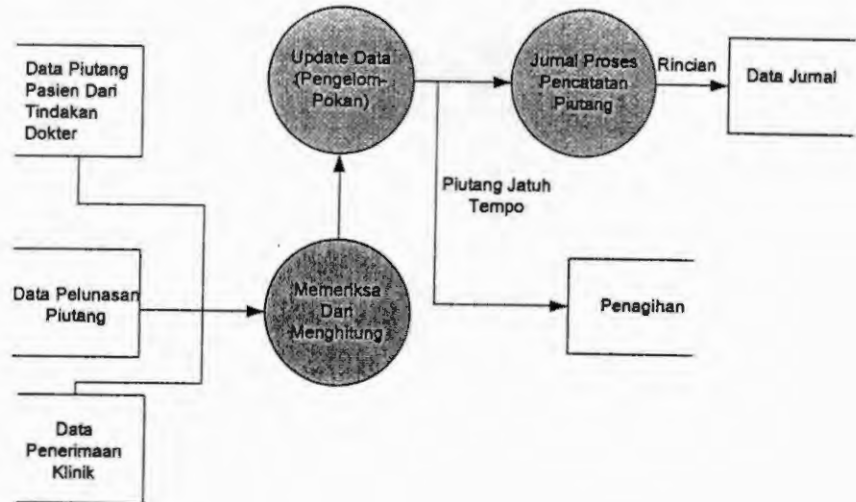 Data Piutang
Pasien Dari
Tindakan
Dokter
Update Data
(Pengelom-
Pokan)
Jurnal Proses
Pencatatan
Piutang
Rincian
Data Jurnal
Piutang Jatuh
Tempo
Data Pelunasan
Piutang
Memeriksa
Dan
Menghitung
Penagihan
Data
Penerimaan
Klinik